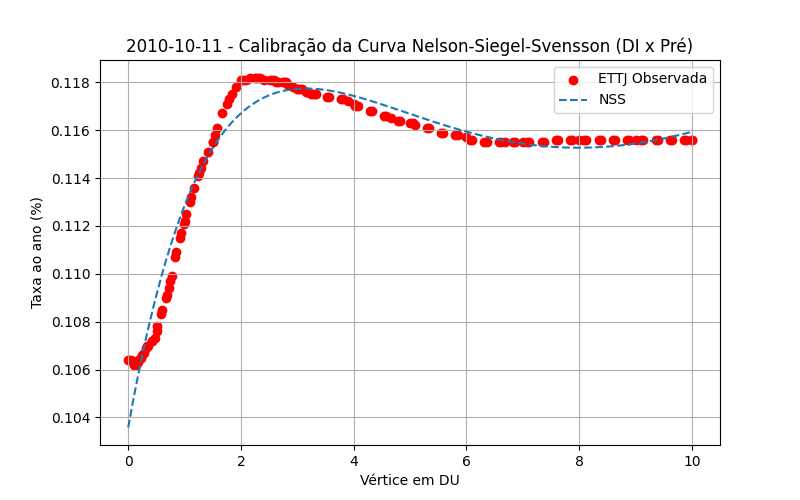 2010-10-11 - Calibração da Curva Nelson-Siegel-Svensson (DI x Pré)
ETTJ Observada
NSS
Taxa ao ano (%)
0.118
0.116
0.114
0.112
0.110
0.108
0.106
0.104
0 2 4 6 8 10
Vértice em DU